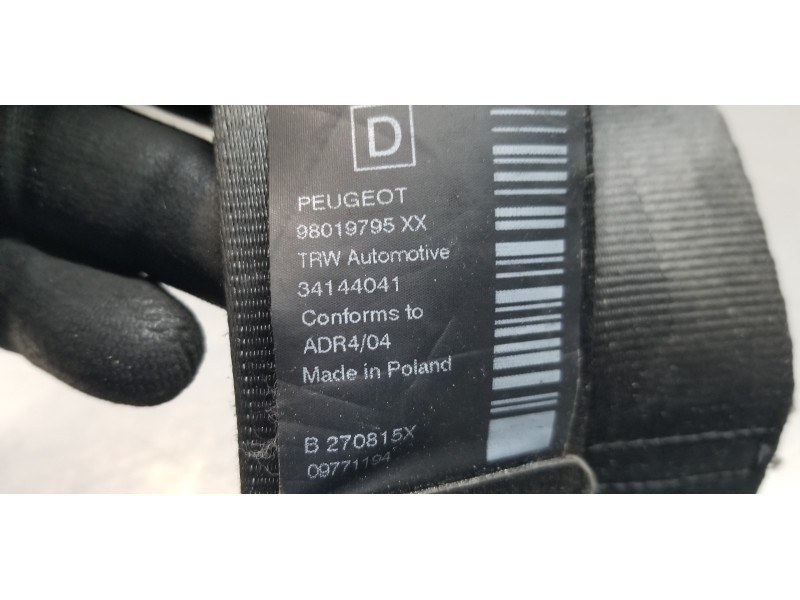 D
PEUGEOT
98019795 XX
TRW Automotive
34144041
Conforms to
ADR4/04
Made in Poland
B 270815X